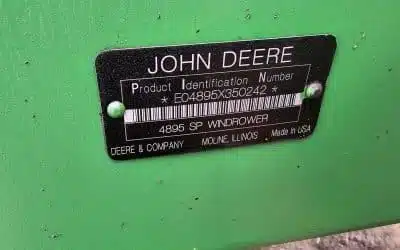 JOHN DEERE
Product Identification Number
* E04895X350242 *
4895 SP WINDROWER
DEERE & COMPANY MOLINE, ILLINOIS Made In USA